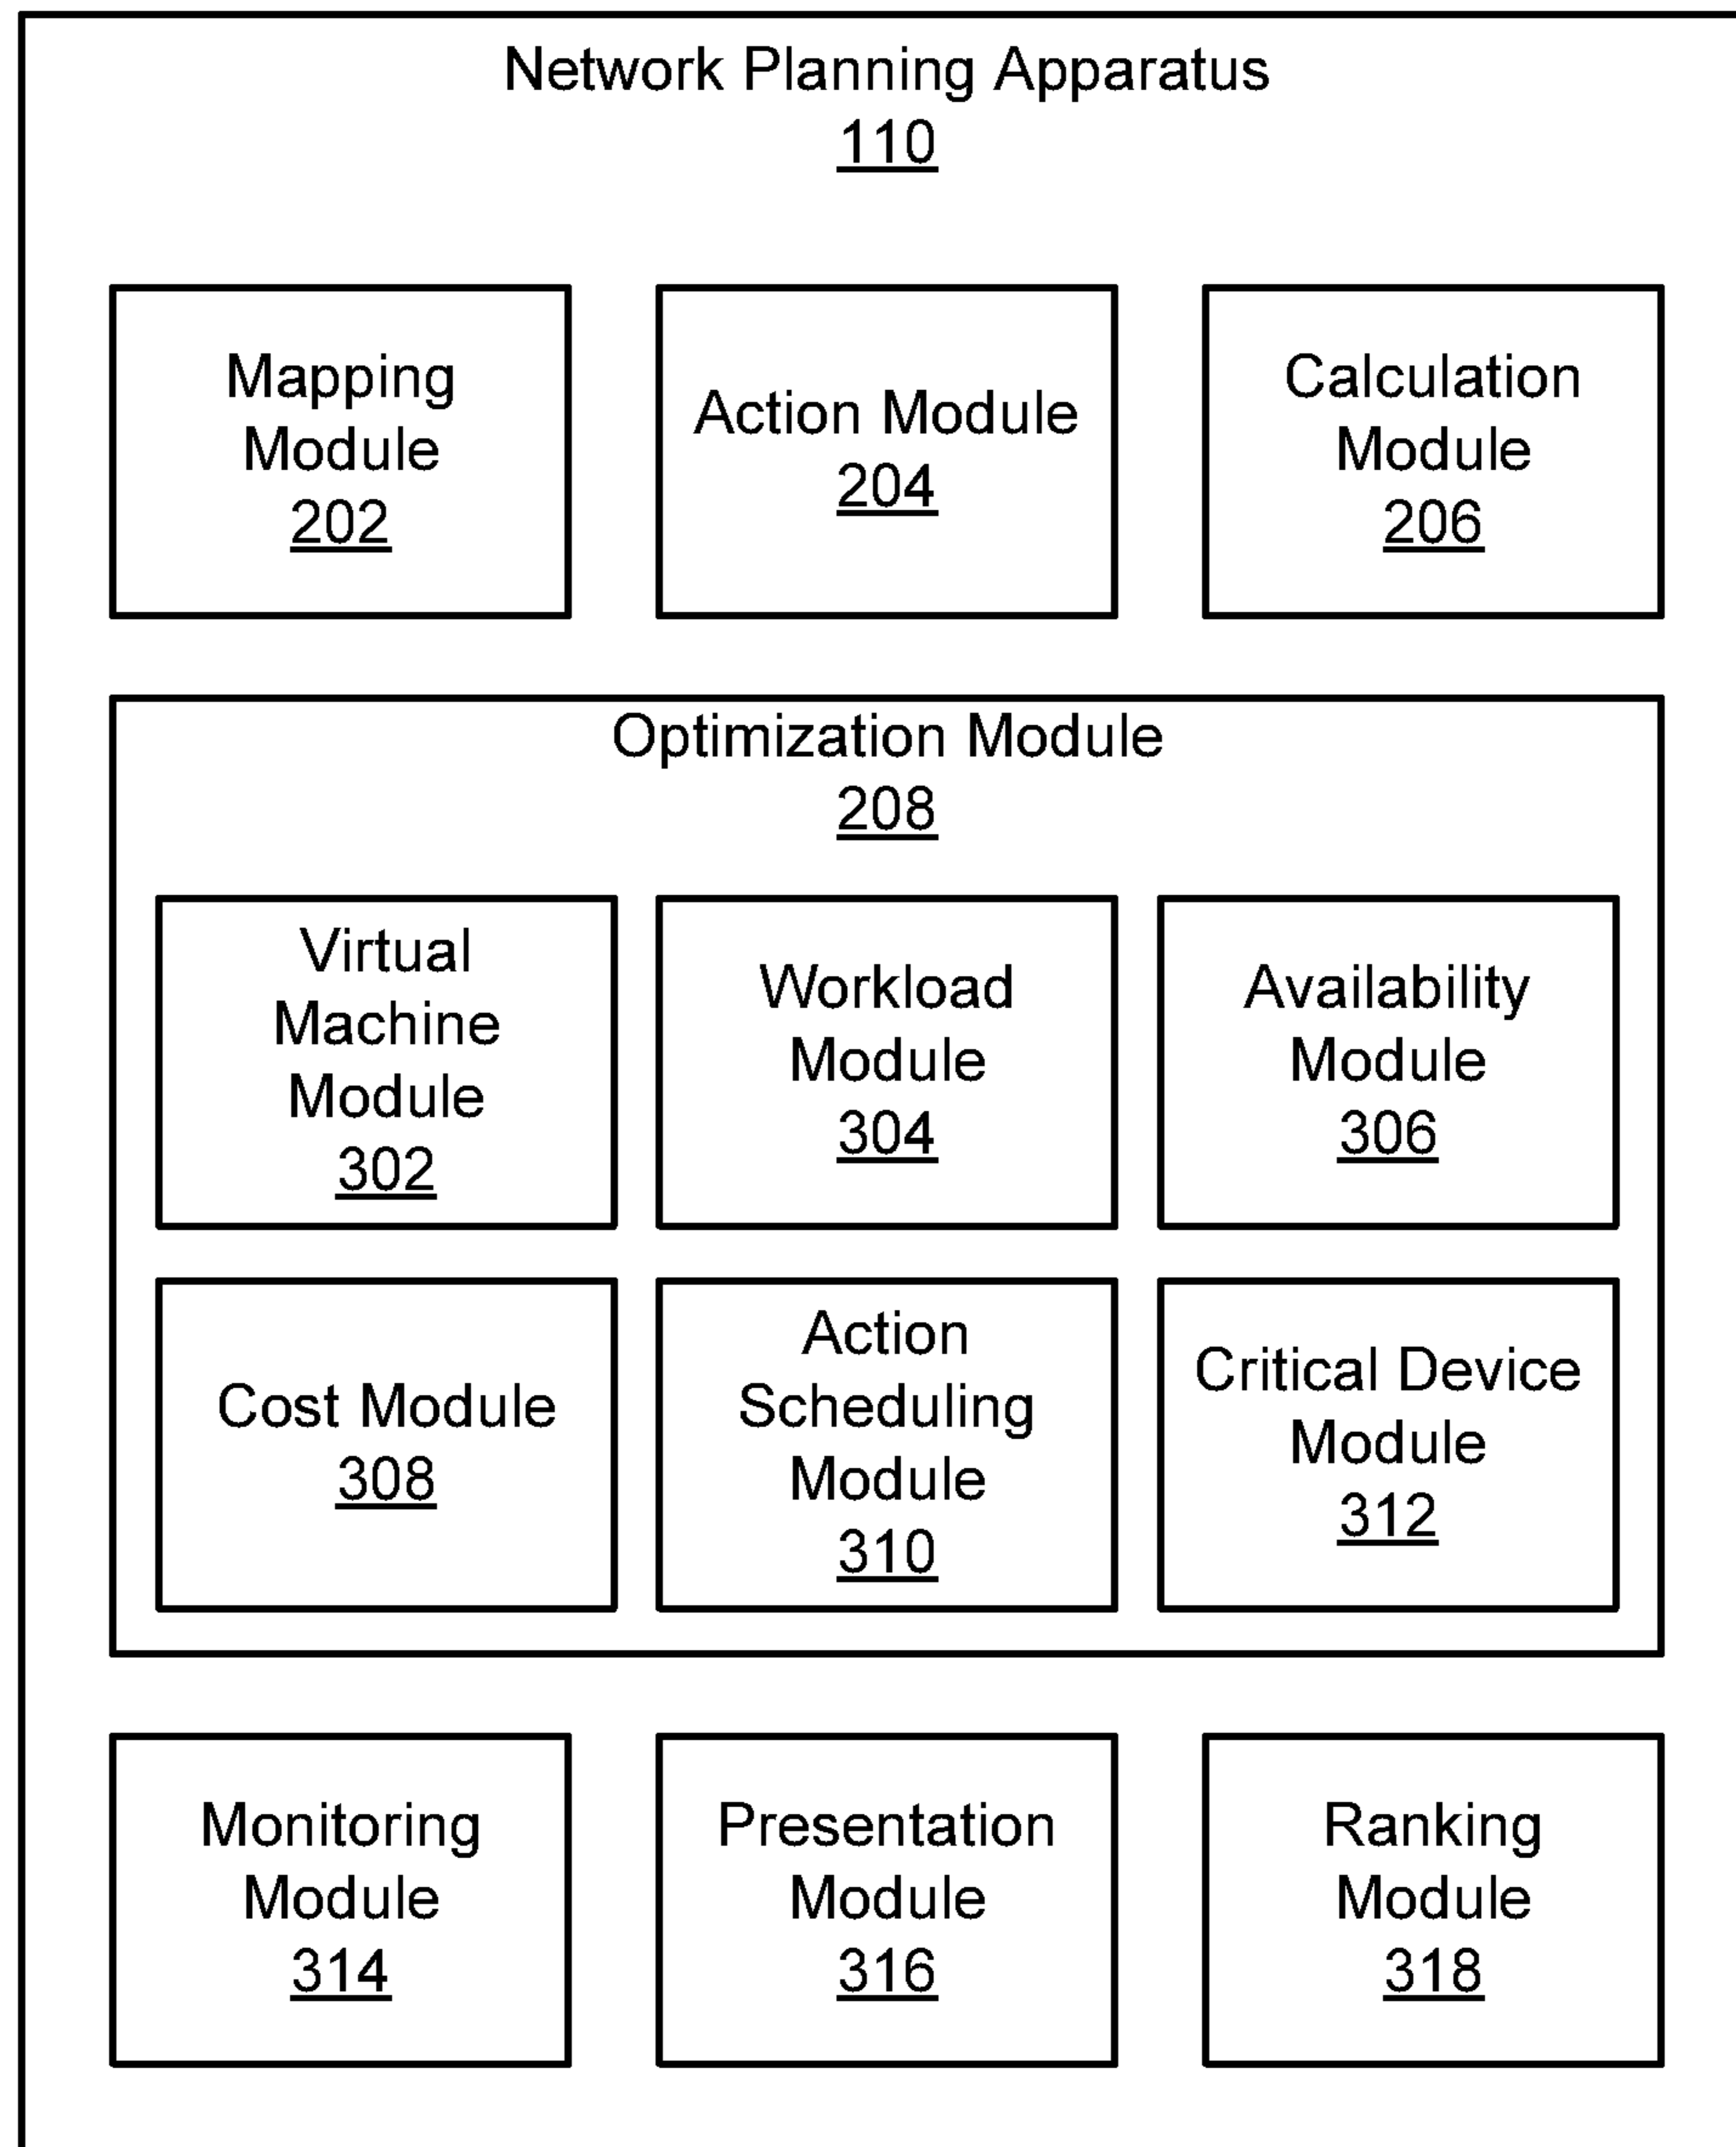 Network Planning Apparatus
110
Mapping
Module
202
Action Module
204
Calculation
Module
206
Optimization Module
208
Virtual
Machine
Module
302
Workload
Module
304
Availability
Module
306
Cost Module
308
Action
Scheduling
Module
310
Critical Device
Module
312
Monitoring
Module
314
Presentation
Module
316
Ranking
Module
318